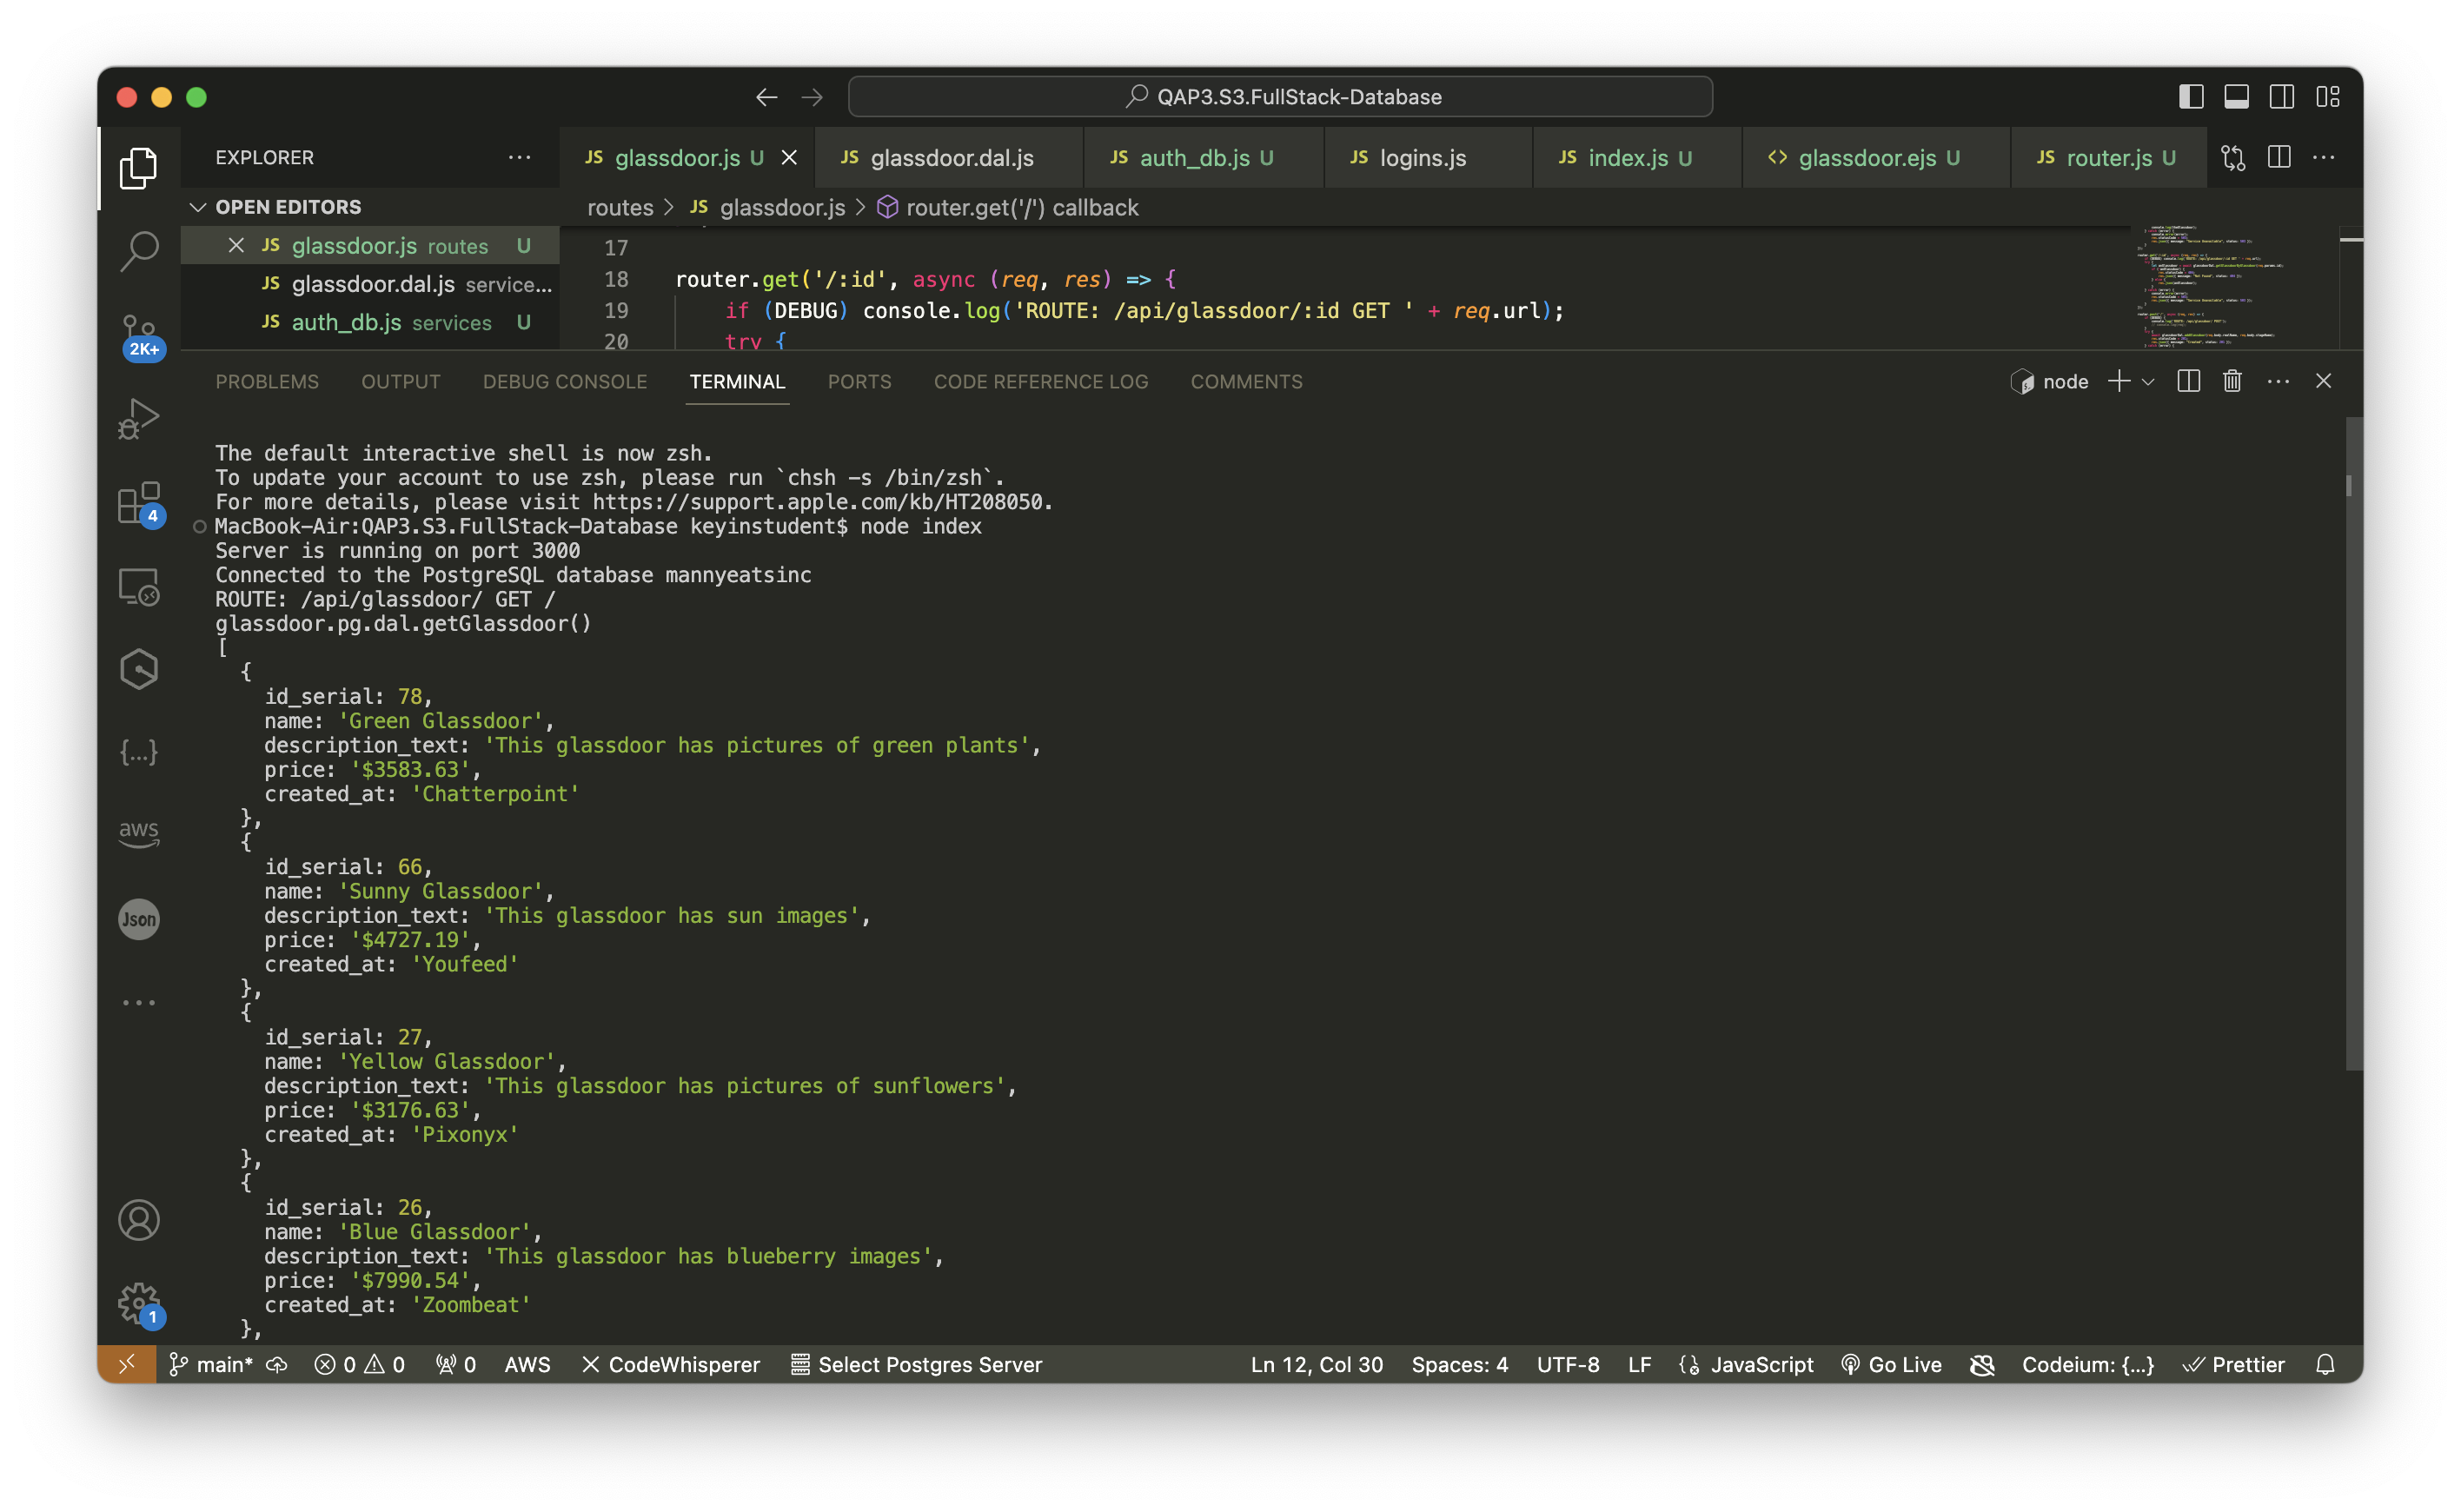 QAP3.S3.FullStack-Database
EXPLORER
JS glassdoor.js U
JS glassdoor.dal.js
JS auth_db.js U
JS logins.js
JS index.js U
<> glassdoor.ejs U
JS router.js U
OPEN EDITORS
routes > JS glassdoor.js > router.get('/') callback
JS glassdoor.js routes U
JS glassdoor.dal.js service...
JS auth_db.js services U
17
18 router.get('/:id', async (req, res) => {
19 if (DEBUG) console.log('ROUTE: /api/glassdoor/:id GET ' + req.url);
20 try {
2K+
PROBLEMS OUTPUT DEBUG CONSOLE TERMINAL PORTS CODE REFERENCE LOG COMMENTS
node
The default interactive shell is now zsh.
To update your account to use zsh, please run `chsh -s /bin/zsh`.
For more details, please visit https://support.apple.com/kb/HT208050.
MacBook-Air:QAP3.S3.FullStack-Database keyinstudent$ node index
Server is running on port 3000
Connected to the PostgreSQL database mannyeatsinc
ROUTE: /api/glassdoor/ GET /
glassdoor.pg.dal.getGlassdoor()
[
{
id_serial: 78,
name: 'Green Glassdoor',
description_text: 'This glassdoor has pictures of green plants',
price: '$3583.63',
created_at: 'Chatterpoint'
},
{
id_serial: 66,
name: 'Sunny Glassdoor',
description_text: 'This glassdoor has sun images',
price: '$4727.19',
created_at: 'Youfeed'
},
{
id_serial: 27,
name: 'Yellow Glassdoor',
description_text: 'This glassdoor has pictures of sunflowers',
price: '$3176.63',
created_at: 'Pixonyx'
},
{
id_serial: 26,
name: 'Blue Glassdoor',
description_text: 'This glassdoor has blueberry images',
price: '$7990.54',
created_at: 'Zoombeat'
},
4
{...}
aws
Json
1
main* 0 0 0 AWS CodeWhisperer Select Postgres Server Ln 12, Col 30 Spaces: 4 UTF-8 LF JavaScript Go Live Codeium: {...} Prettier